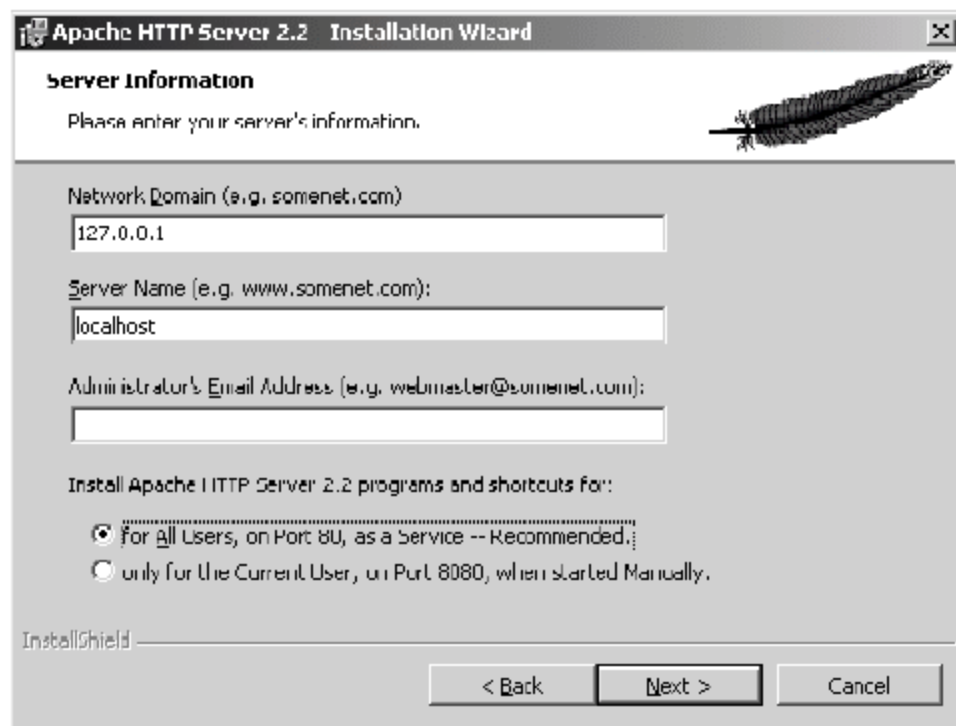 Apache HTTP Server 2.2 Installation Wizard
Server Information
Please enter your server's information.
Network Domain (e.g. somenet.com)
127.0.0.1
Server Name (e.g. www.somenet.com):
localhost
Administrator's Email Address (e.g. webmaster@somenet.com):
Install Apache HTTP Server 2.2 programs and shortcuts for:
for All Users, on Port 80, as a Service -- Recommended.
only for the Current User, on Port 8080, when started Manually.
InstallShield
< Back Next > Cancel